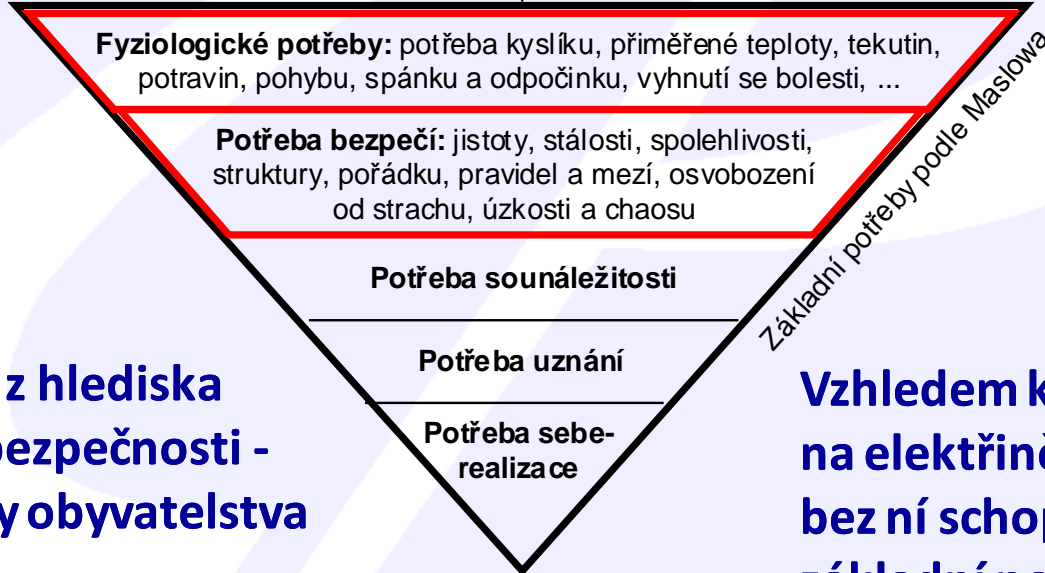 Fyziologické potřeby: potřeba kyslíku, přiměřené teploty, tekutin,
potravin, pohybu, spánku a odpočinku, vyhnutí se bolesti, ...
Potřeba bezpečí: jistoty, stálosti, spolehlivosti,
struktury, pořádku, pravidel a mezí, osvobození
od strachu, úzkosti a chaosu
Základní potřeby podle Maslowa
Potřeba sounáležitosti
Potřeba uznání
Potřeba sebe-
realizace
z hlediska
bezpečnosti -
y obyvatelstva
Vzhledem k
na elektřině
bez ní schop